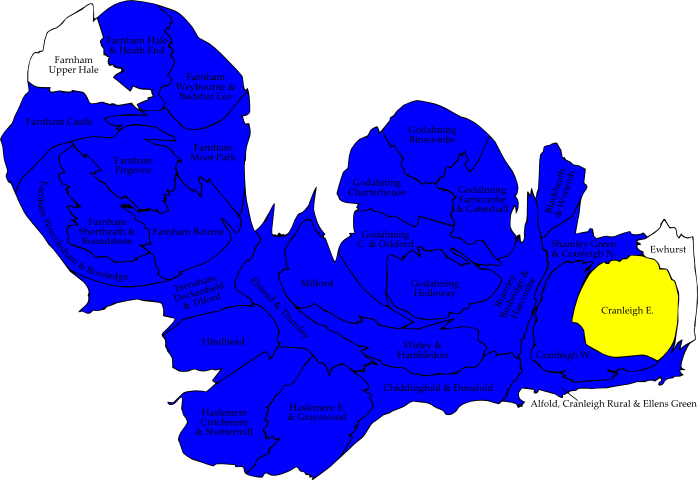 Farnham Hale
& Heath End
Farnham
Upper Hale
Farnham
Weybourne &
Badshot Lea
Farnham Castle
Farnham
Moor Park
Farnham
Firgrove
Farnham
Shortheath &
Boundstone
Farnham Bourne
Farnham Wrecclesham & Rowledge
Frensham,
Dockenfield
& Tilford
Elstead & Thursley
Milford
Hindhead
Haslemere
Critchmere
& Shottermill
Haslemere E.
& Grayswood
Godalming
Binscombe
Godalming
Charterhouse
Godalming
Farncombe
& Catteshall
Godalming
C. & Ockford
Godalming
Holloway
Bramley,
Busbridge &
Hascombe
Witley &
Hambledon
Chiddingfold & Dunsfold
Blackheath
& Wonersh
Shamley Green
& Cranleigh N.
Ewhurst
Cranleigh E.
Cranleigh W.
Alfold, Cranleigh Rural & Ellens Green